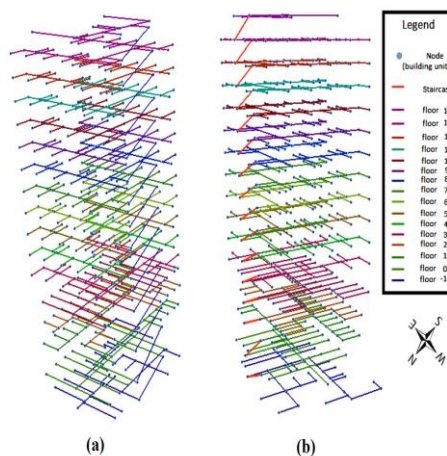 Legend
Node
(building unit
Stairca
floor 1
floor 1
floor 1
floor 1
floor 1
floor 9
floor 8
floor 7
floor 6
floor 5
floor 4
floor 3
floor 2
floor 1
floor 0
floor -1
S
E
W
N
(a)
(b)